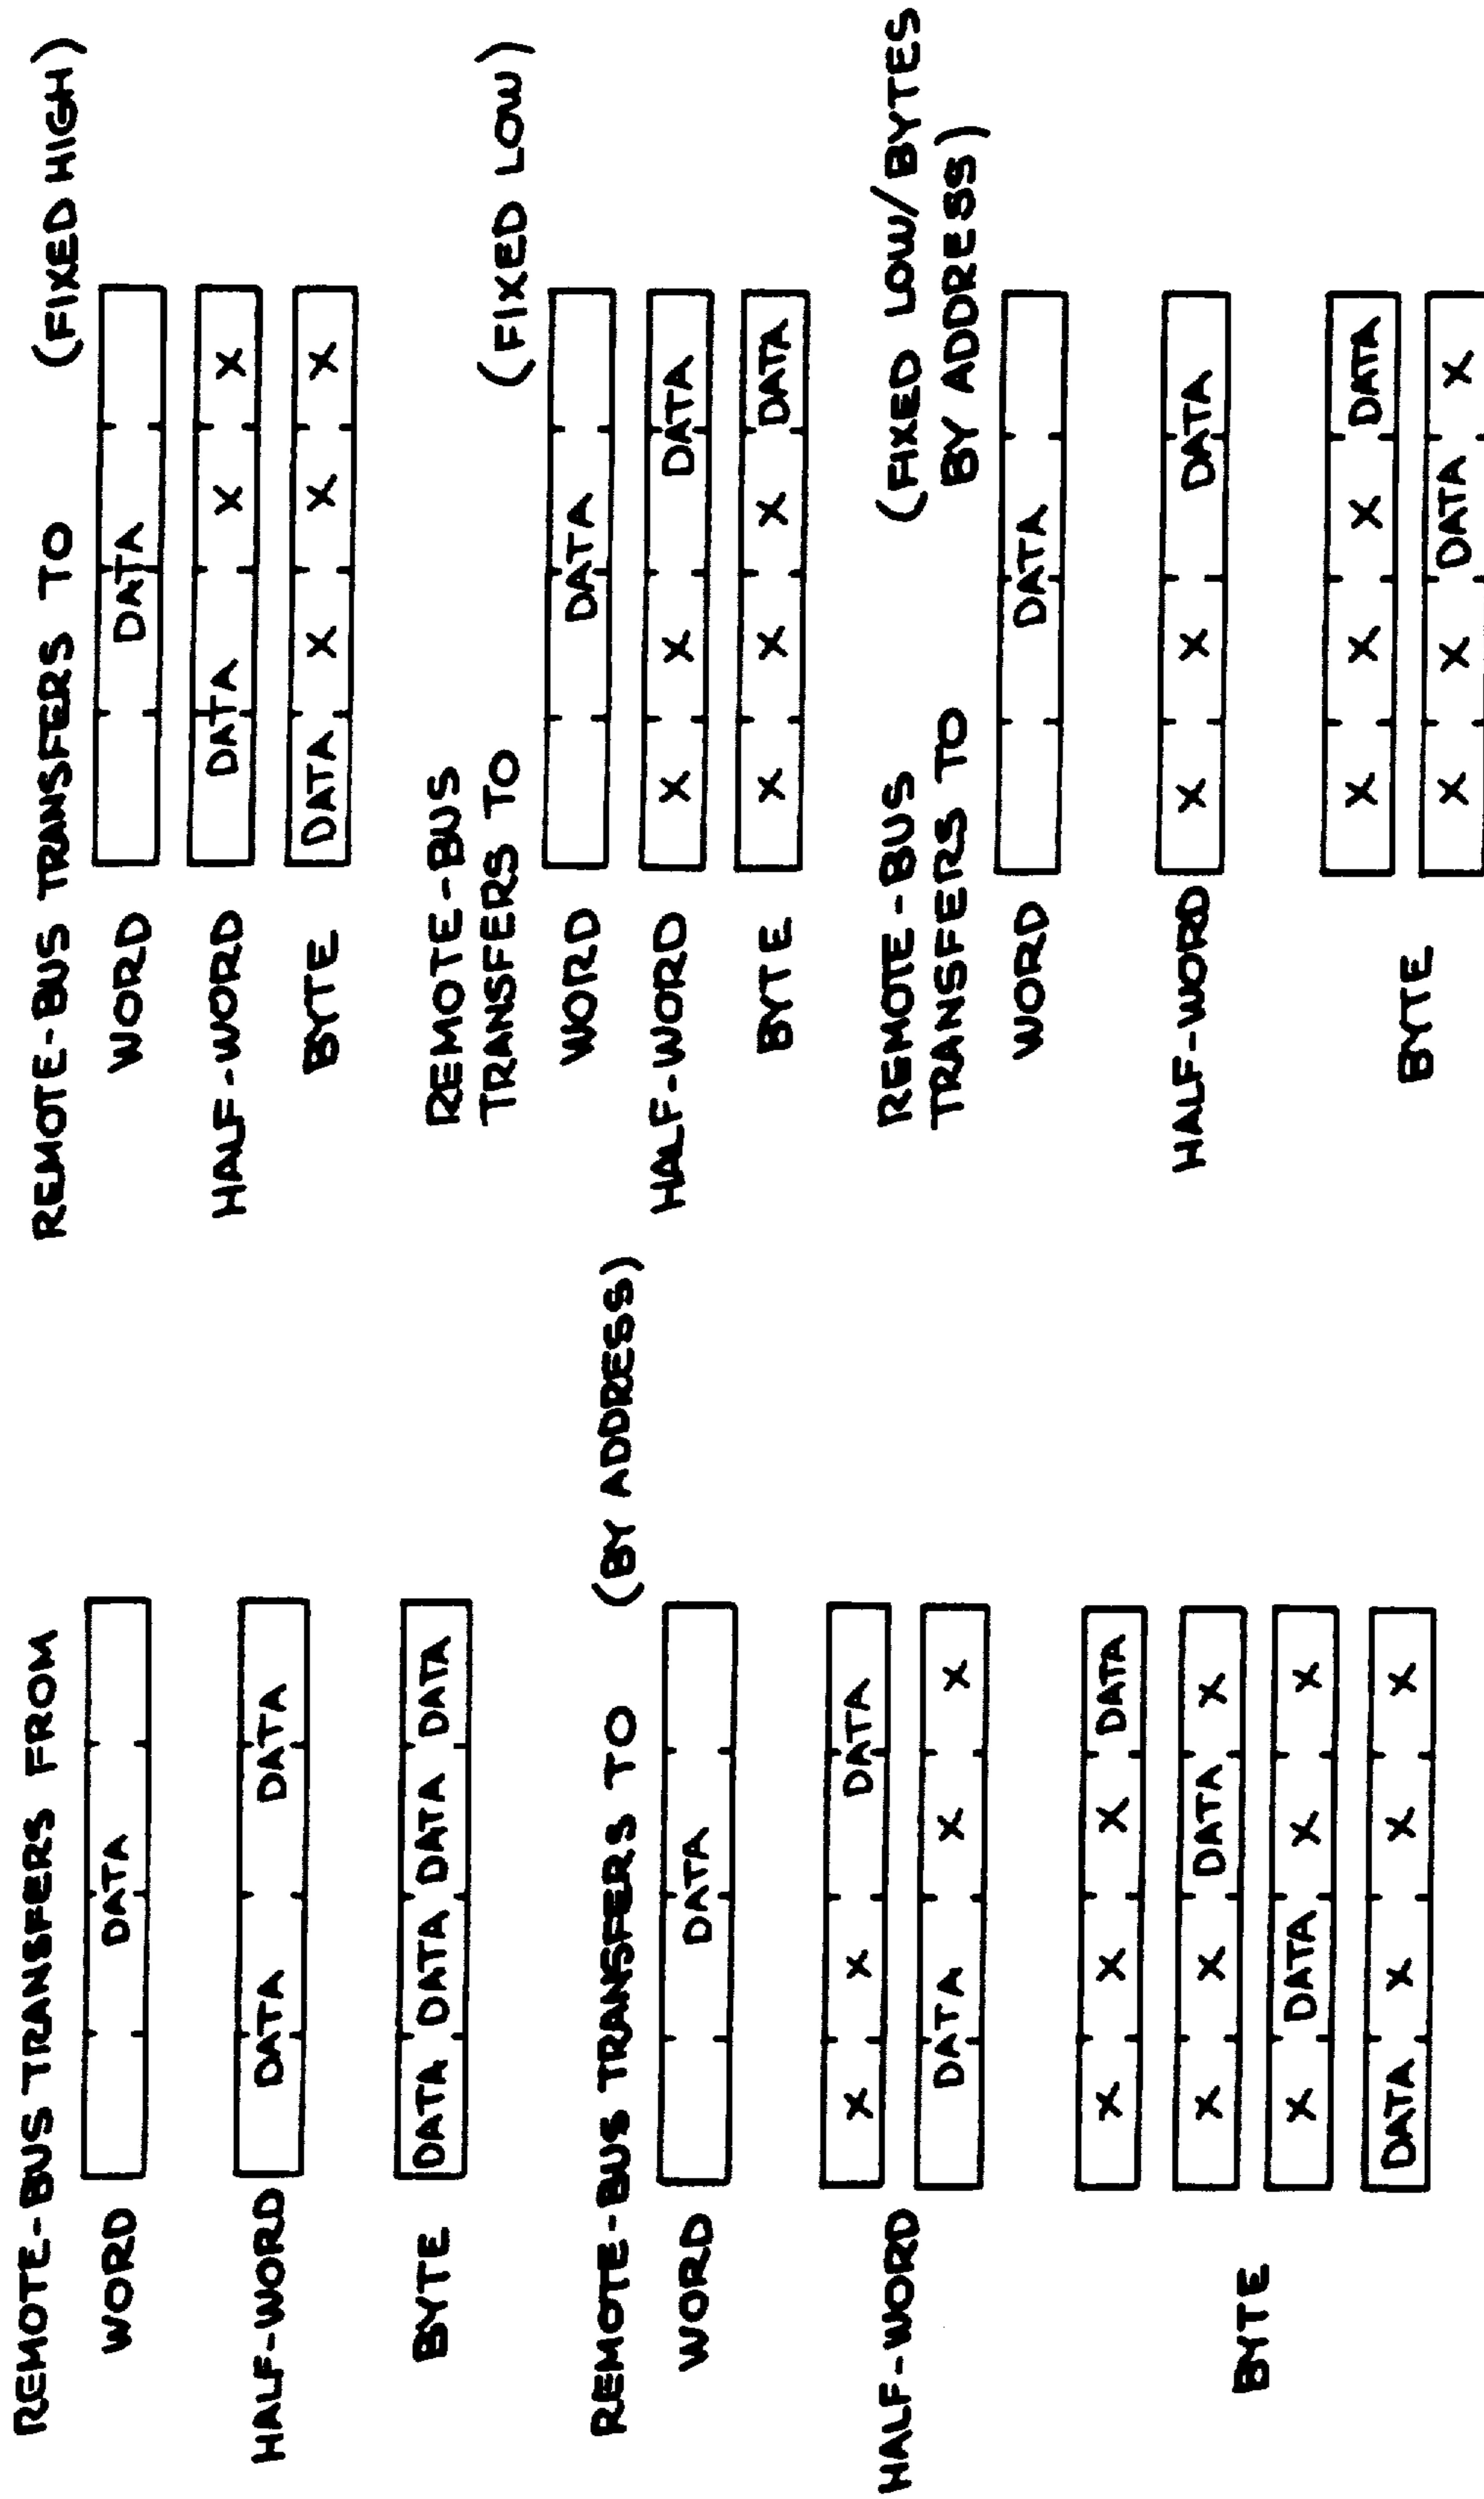 REMOTE-BUS TRANSFERS FROM
WORD DATA
HALF-WORD DATA DATA
BYTE DATA DATA DATA DATA
REMOTE-BUS TRANSFERS TO (BY ADDRESS)
WORD DATA
X X DATA
HALF-WORD
DATA X X
X X X DATA
X X DATA X
BYTE
X DATA X X
DATA X X X
REMOTE-BUS TRANSFERS TO (FIXED HIGH)
WORD DATA
HALF-WORD DATA X X
BYTE DATA X X X
REMOTE-BUS
TRANSFERS TO (FIXED LOW)
WORD DATA
HALF-WORD X X DATA
BYTE X X X DATA
REMOTE-BUS (FIXED LOW/BYTES
TRANSFERS TO BY ADDRESS)
WORD DATA
HALF-WORD X X DATA
X X X DATA
BYTE X X DATA X